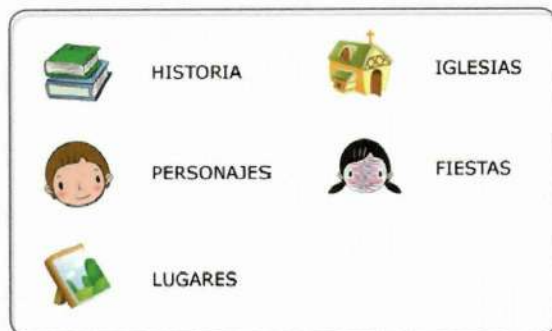 HISTORIA
IGLESIAS
PERSONAJES
FIESTAS
LUGARES